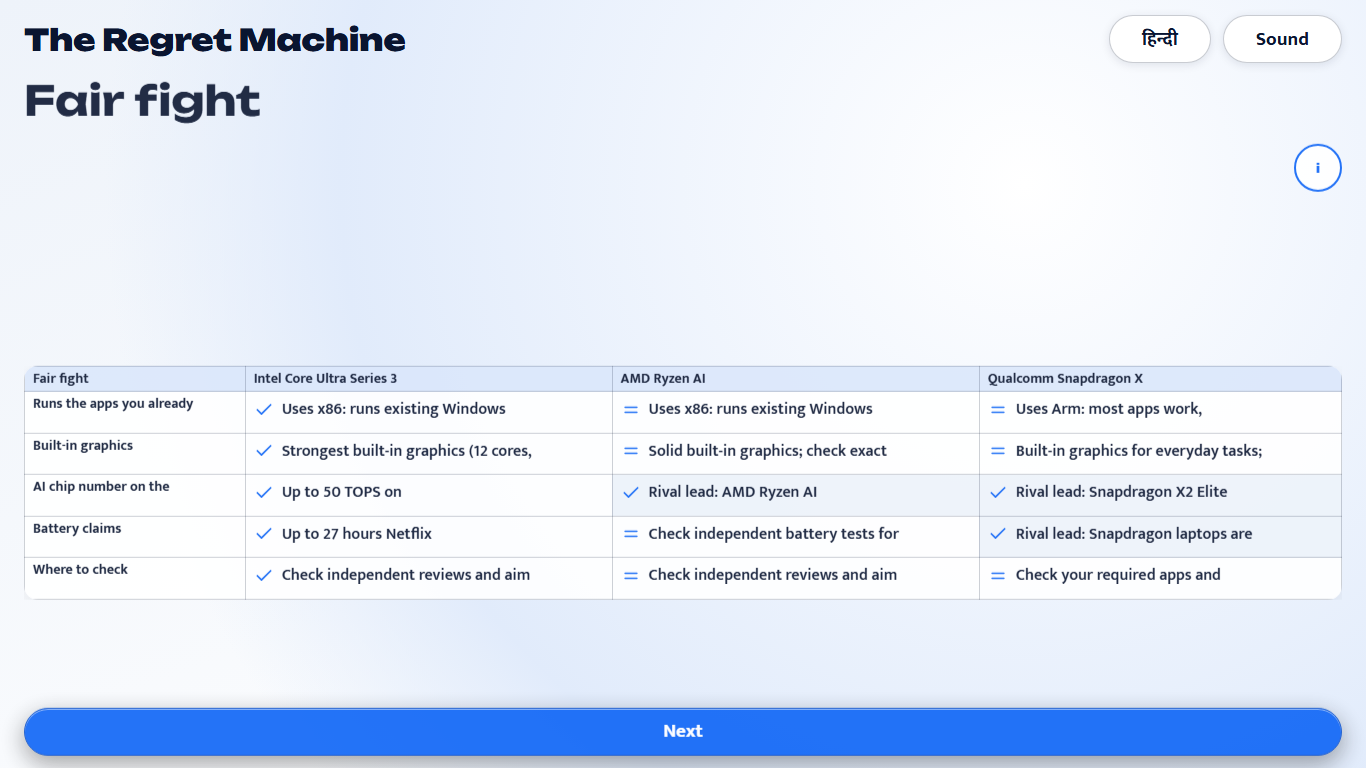 The Regret Machine
हिन्दी
Sound
Fair fight
i
Fair fight
Intel Core Ultra Series 3
AMD Ryzen AI
Qualcomm Snapdragon X
Runs the apps you already
Uses x86: runs existing Windows
Uses x86: runs existing Windows
Uses Arm: most apps work,
Built-in graphics
Strongest built-in graphics (12 cores,
Solid built-in graphics; check exact
Built-in graphics for everyday tasks;
AI chip number on the
Up to 50 TOPS on
Rival lead: AMD Ryzen AI
Rival lead: Snapdragon X2 Elite
Battery claims
Up to 27 hours Netflix
Check independent battery tests for
Rival lead: Snapdragon laptops are
Where to check
Check independent reviews and aim
Check independent reviews and aim
Check your required apps and
Next